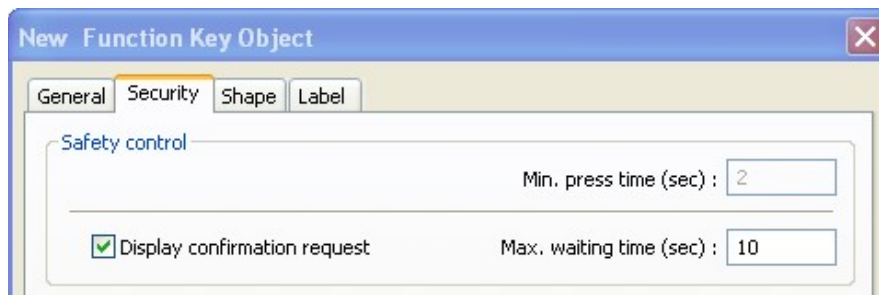 New Function Key Object
General Security Shape Label
Safety control
Min. press time (sec) : 2
Display confirmation request Max. waiting time (sec) : 10